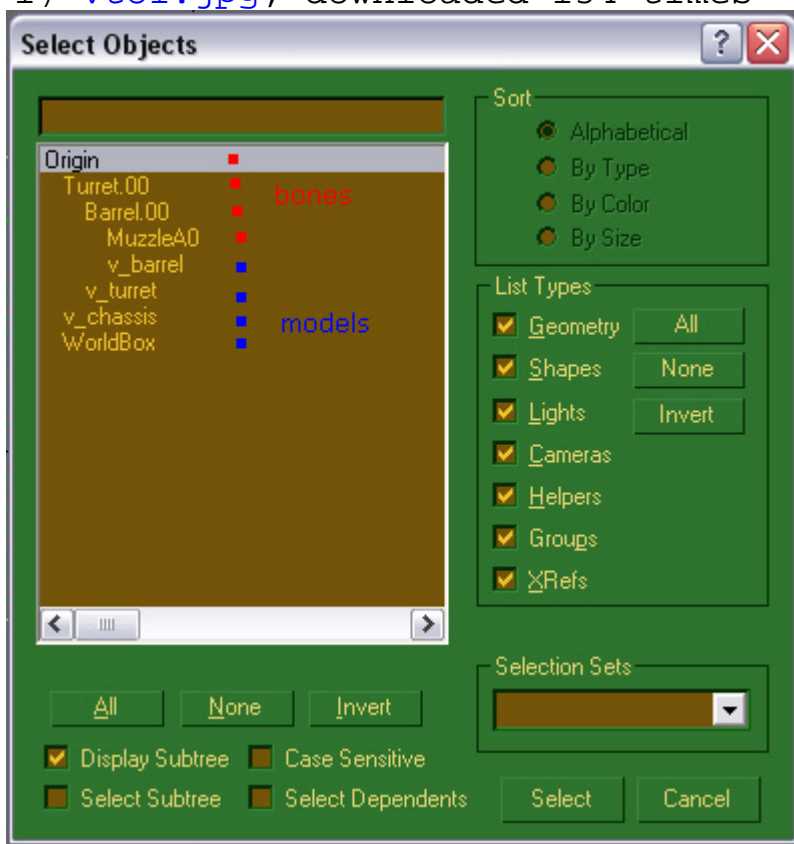 Select Objects
Origin
Turret.00
Barrel.00
MuzzleA0
v_barrel
v_turret
v_chassis
WorldBox
bones
models
All
None
Invert
Display Subtree
Case Sensitive
Select Subtree
Select Dependents
Sort
Alphabetical
By Type
By Color
By Size
List Types
Geometry
All
Shapes
None
Lights
Invert
Cameras
Helpers
Groups
XRefs
Selection Sets
Select
Cancel